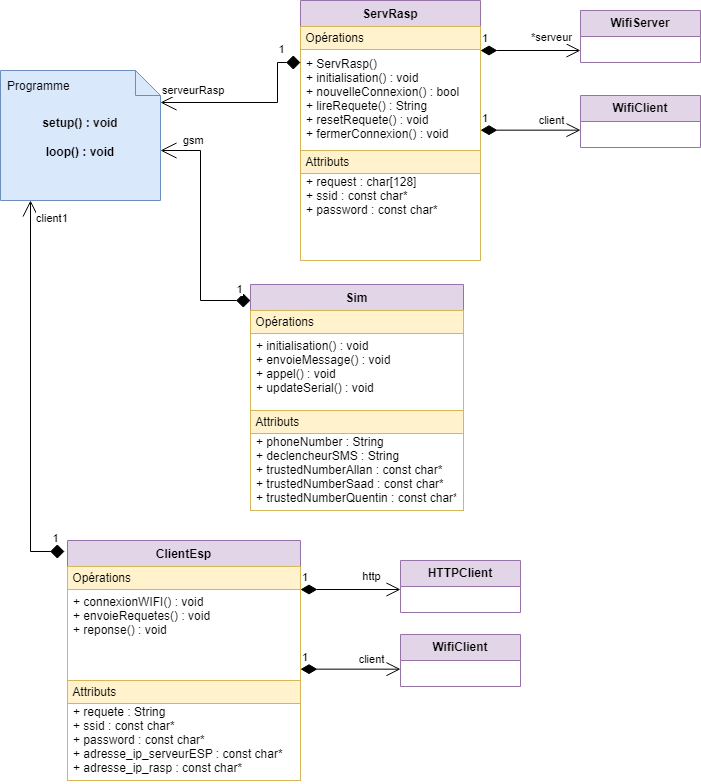 Programme
setup() : void
loop() : void
serveurRasp
gsm
client1
1
ServRasp
Opérations
+ ServRasp()
+ initialisation() : void
+ nouvelleConnexion() : bool
+ lireRequete() : String
+ resetRequete() : void
+ fermerConnexion() : void
Attributs
+ request : char[128]
+ ssid : const char*
+ password : const char*
1
*serveur
WifiServer
1
client
WifiClient
1
Sim
Opérations
+ initialisation() : void
+ envoieMessage() : void
+ appel() : void
+ updateSerial() : void
Attributs
+ phoneNumber : String
+ declencheurSMS : String
+ trustedNumberAllan : const char*
+ trustedNumberSaad : const char*
+ trustedNumberQuentin : const char*
1
ClientEsp
Opérations
+ connexionWIFI() : void
+ envoieRequetes() : void
+ reponse() : void
Attributs
+ requete : String
+ ssid : const char*
+ password : const char*
+ adresse_ip_serveurESP : const char*
+ adresse_ip_rasp : const char*
1
http
HTTPClient
1
client
WifiClient